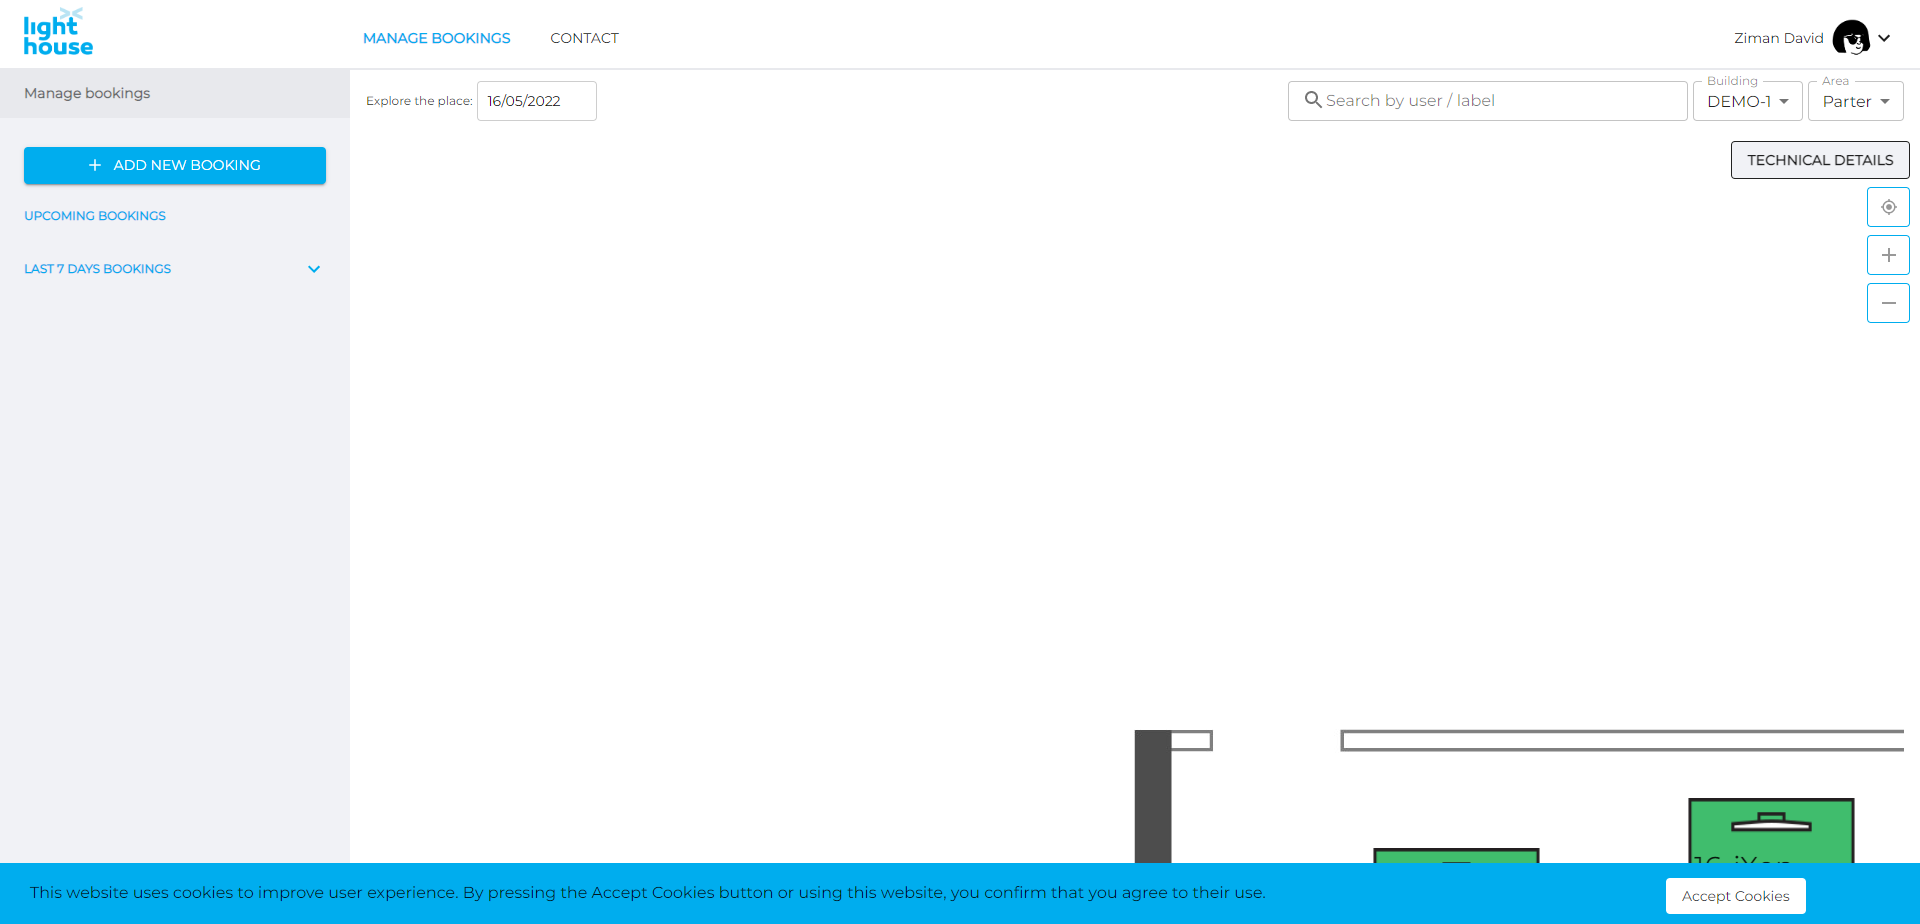 light
house
MANAGE BOOKINGS
CONTACT
Ziman David
Manage bookings
Explore the place:
16/05/2022
Search by user / label
Building
DEMO-1
Area
Parter
ADD NEW BOOKING
TECHNICAL DETAILS
UPCOMING BOOKINGS
LAST 7 DAYS BOOKINGS
This website uses cookies to improve user experience. By pressing the Accept Cookies button or using this website, you confirm that you agree to their use.
Accept Cookies